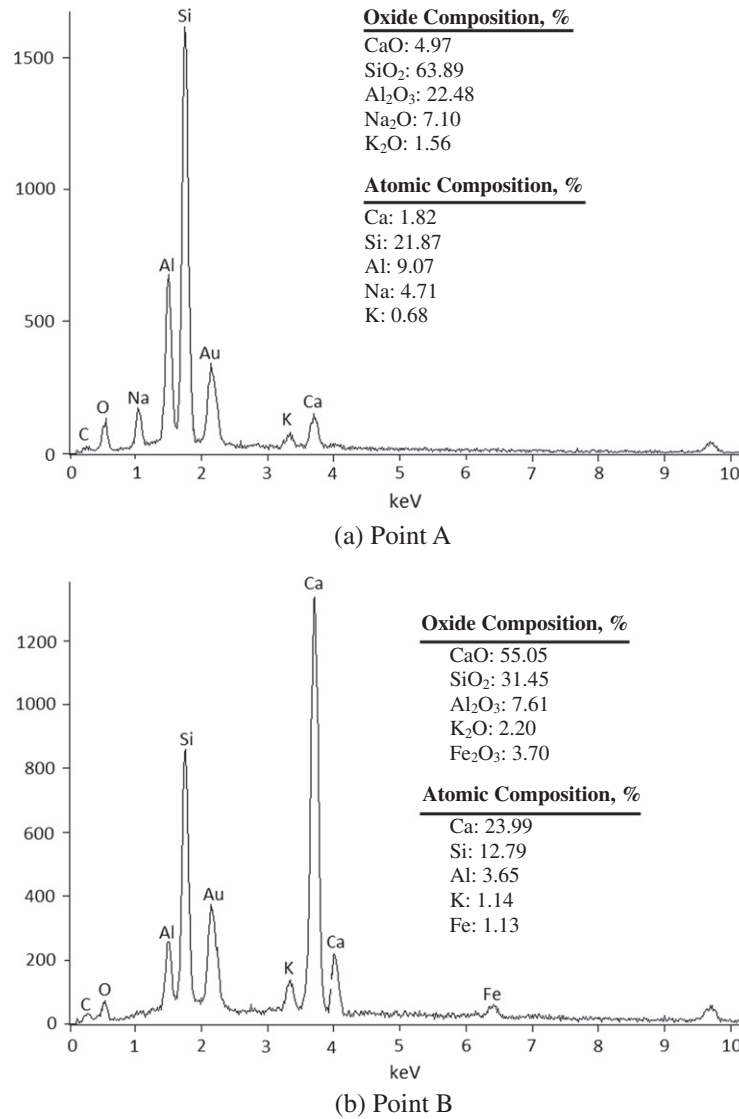 Oxide Composition, %
CaO: 4.97
SiO₂: 63.89
Al₂O₃: 22.48
Na₂O: 7.10
K₂O: 1.56
Atomic Composition, %
Ca: 1.82
Si: 21.87
Al: 9.07
Na: 4.71
K: 0.68
1500
1000
500
0
Si
Al
Au
Na
O
C
K
Ca
0 1 2 3 4 5 6 7 8 9 10
keV
(a) Point A
Oxide Composition, %
CaO: 55.05
SiO₂: 31.45
Al₂O₃: 7.61
K₂O: 2.20
Fe₂O₃: 3.70
Atomic Composition, %
Ca: 23.99
Si: 12.79
Al: 3.65
K: 1.14
Fe: 1.13
1200
1000
800
600
400
200
0
Ca
Si
Au
Al
Ca
K
O
C
Fe
0 1 2 3 4 5 6 7 8 9 10
keV
(b) Point B